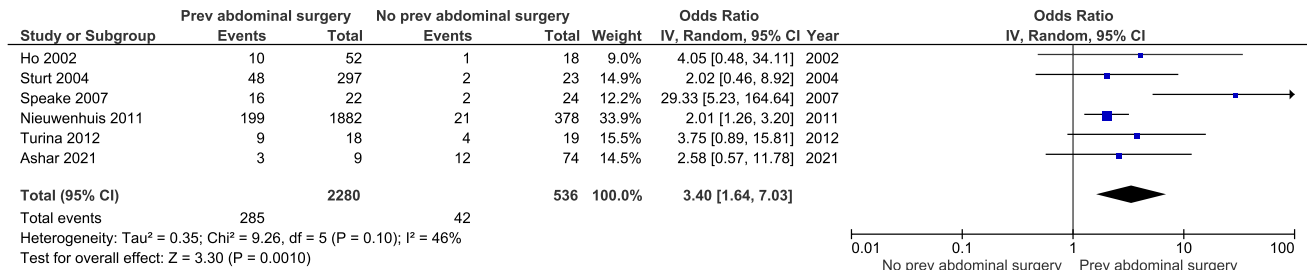 Prev abdominal surgery No prev abdominal surgery Odds Ratio Odds Ratio
Study or Subgroup Events Total Events Total Weight IV, Random, 95% CI Year IV, Random, 95% CI
Ho 2002 10 52 1 18 9.0% 4.05 [0.48, 34.11] 2002
Sturt 2004 48 297 2 23 14.9% 2.02 [0.46, 8.92] 2004
Speake 2007 16 22 2 24 12.2% 29.33 [5.23, 164.64] 2007
Nieuwenhuis 2011 199 1882 21 378 33.9% 2.01 [1.26, 3.20] 2011
Turina 2012 9 18 4 19 15.5% 3.75 [0.89, 15.81] 2012
Ashar 2021 3 9 12 74 14.5% 2.58 [0.57, 11.78] 2021
Total (95% CI) 2280 536 100.0% 3.40 [1.64, 7.03]
Total events 285 42
Heterogeneity: Tau² = 0.35; Chi² = 9.26, df = 5 (P = 0.10); I² = 46%
Test for overall effect: Z = 3.30 (P = 0.0010)
0.01 0.1 1 10 100
No prev abdominal surgery Prev abdominal surgery